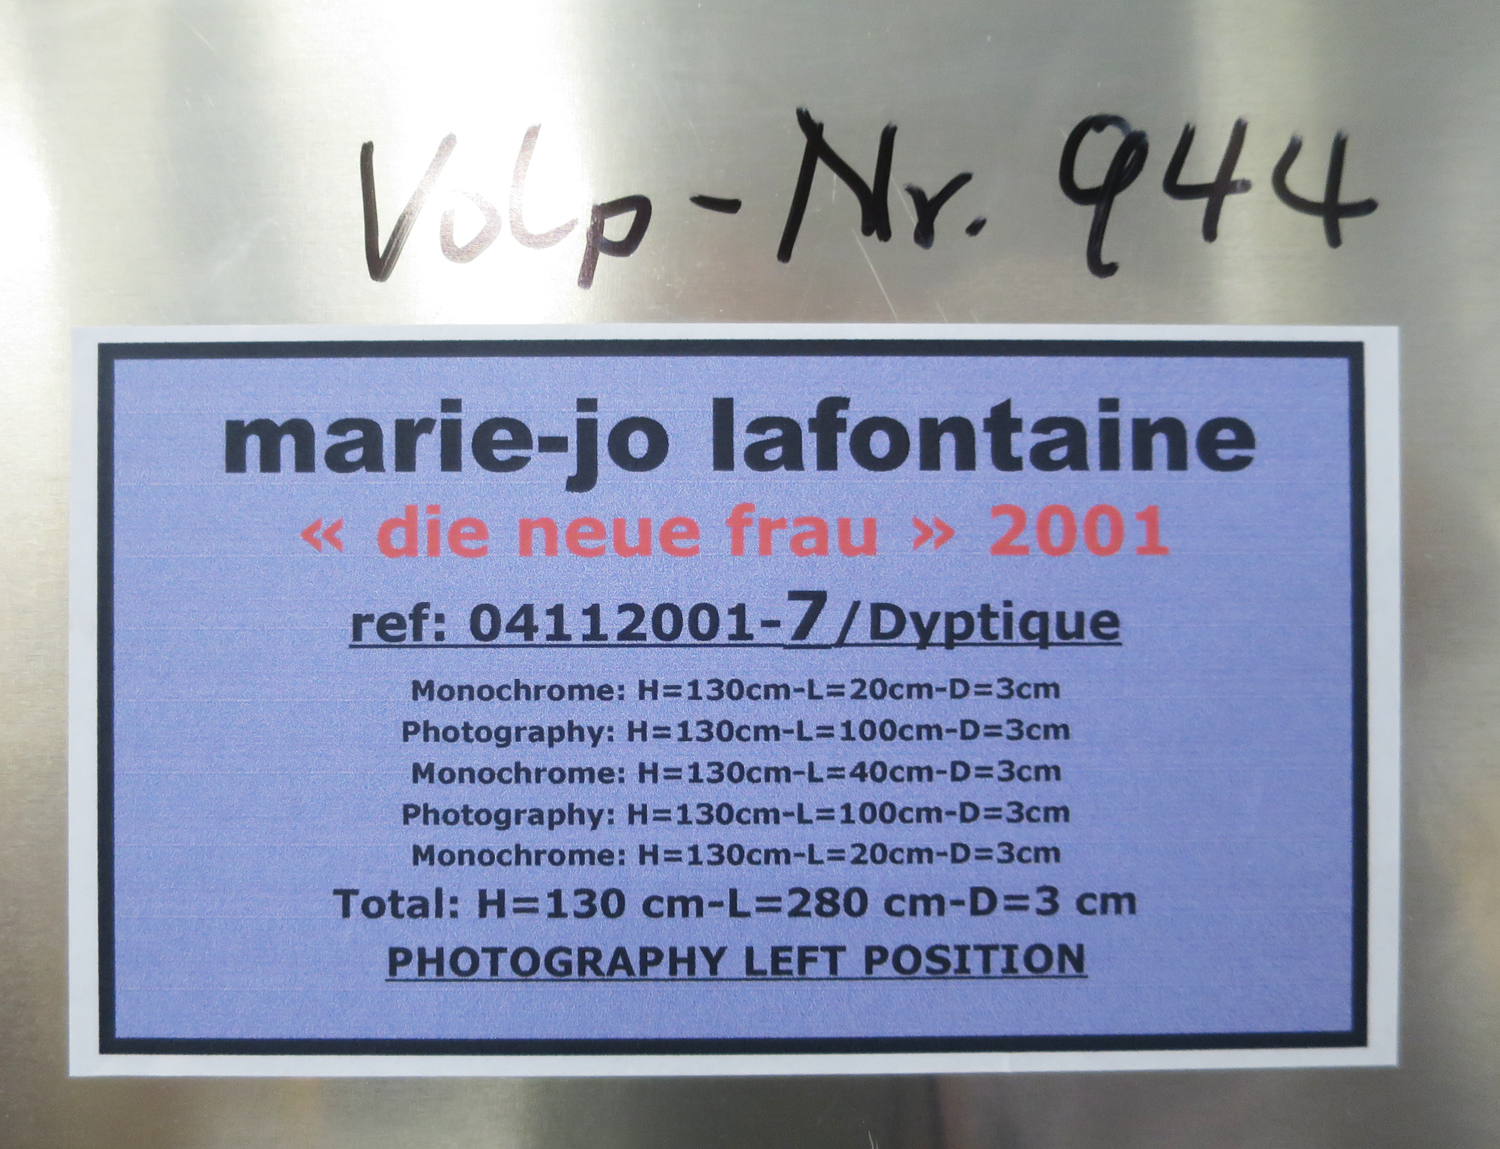 Volp-Nr. 944
marie-jo lafontaine
« die neue frau » 2001
ref: 04112001-7/Dyptique
Monochrome: H=130cm-L=20cm-D=3cm
Photography: H=130cm-L=100cm-D=3cm
Monochrome: H=130cm-L=40cm-D=3cm
Photography: H=130cm-L=100cm-D=3cm
Monochrome: H=130cm-L=20cm-D=3cm
Total: H=130 cm-L=280 cm-D=3 cm
PHOTOGRAPHY LEFT POSITION